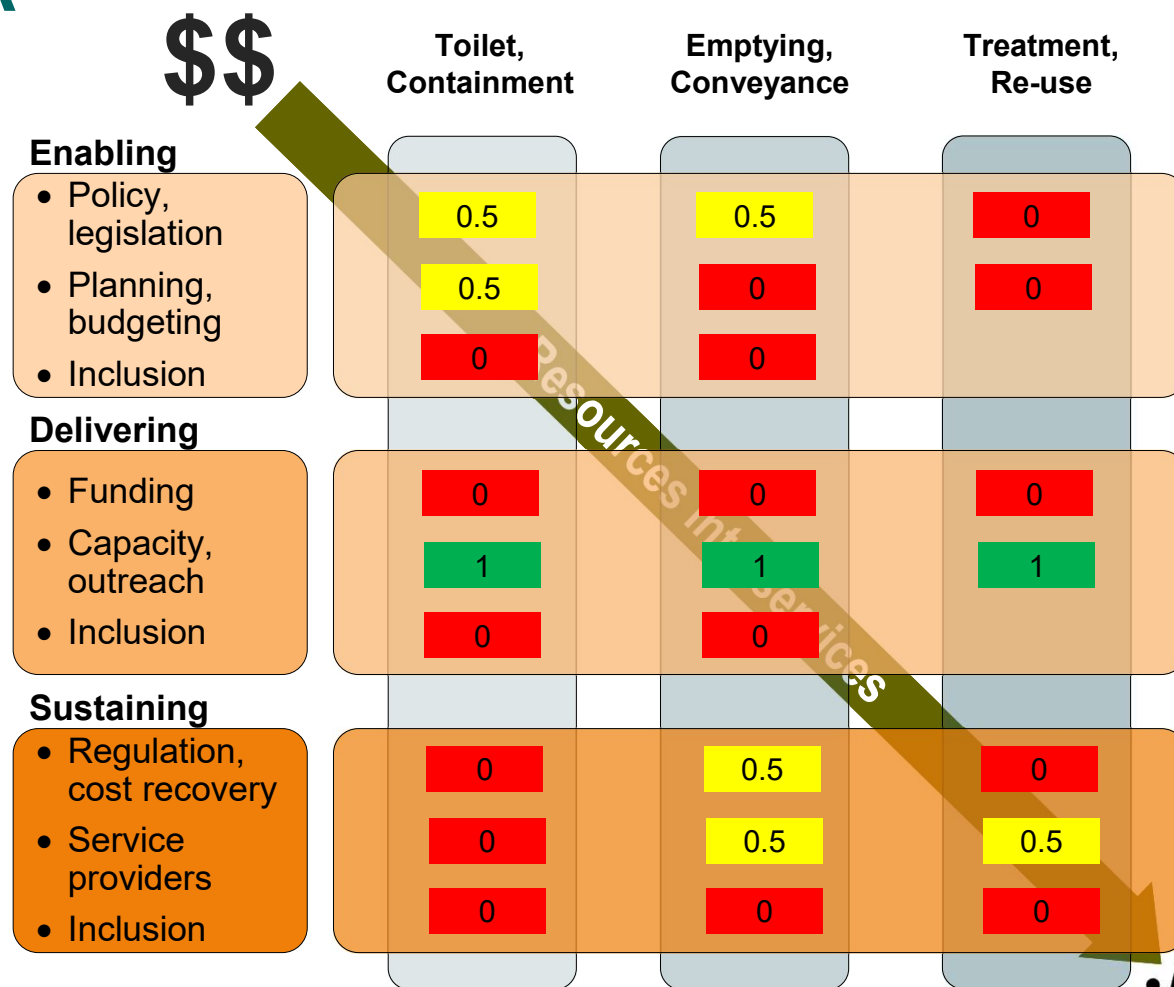 $$
Toilet,
Containment
Emptying,
Conveyance
Treatment,
Re-use
Enabling
• Policy,
legislation
0.5
0.5
0
• Planning,
budgeting
0.5
0
0
• Inclusion
0
0
Resources into services
Delivering
• Funding
0
0
0
• Capacity,
outreach
1
1
1
• Inclusion
0
0
Sustaining
• Regulation,
cost recovery
0
0.5
0
• Service
providers
0
0.5
0.5
• Inclusion
0
0
0